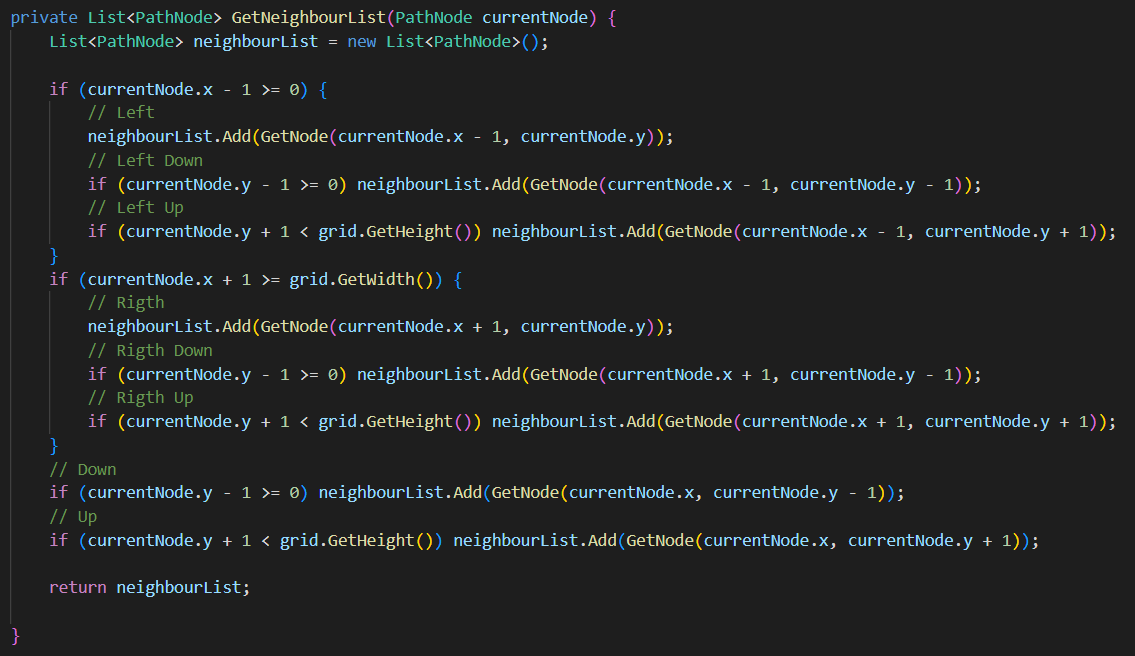 private List<PathNode> GetNeighbourList(PathNode currentNode) {
    List<PathNode> neighbourList = new List<PathNode>();

    if (currentNode.x - 1 >= 0) {
        // Left
        neighbourList.Add(GetNode(currentNode.x - 1, currentNode.y));
        // Left Down
        if (currentNode.y - 1 >= 0) neighbourList.Add(GetNode(currentNode.x - 1, currentNode.y - 1));
        // Left Up
        if (currentNode.y + 1 < grid.GetHeight()) neighbourList.Add(GetNode(currentNode.x - 1, currentNode.y + 1));
    }
    if (currentNode.x + 1 >= grid.GetWidth()) {
        // Rigth
        neighbourList.Add(GetNode(currentNode.x + 1, currentNode.y));
        // Rigth Down
        if (currentNode.y - 1 >= 0) neighbourList.Add(GetNode(currentNode.x + 1, currentNode.y - 1));
        // Rigth Up
        if (currentNode.y + 1 < grid.GetHeight()) neighbourList.Add(GetNode(currentNode.x + 1, currentNode.y + 1));
    }
    // Down
    if (currentNode.y - 1 >= 0) neighbourList.Add(GetNode(currentNode.x, currentNode.y - 1));
    // Up
    if (currentNode.y + 1 < grid.GetHeight()) neighbourList.Add(GetNode(currentNode.x, currentNode.y + 1));

    return neighbourList;

}